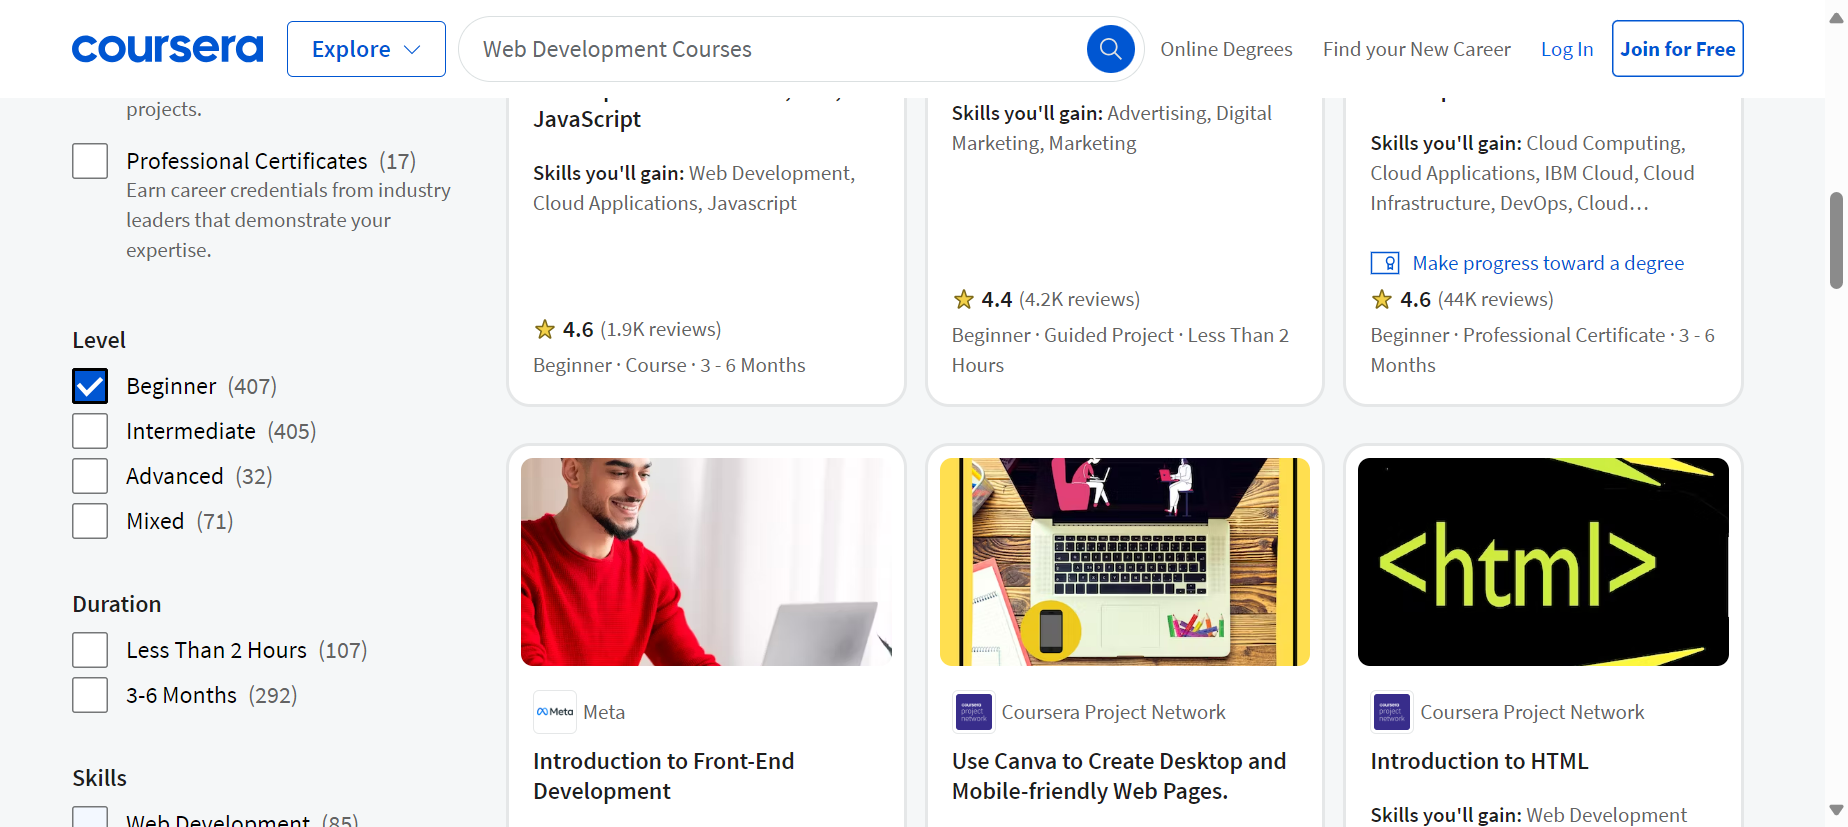 coursera
Explore
Web Development Courses
Online Degrees
Find your New Career
Log In
Join for Free
projects.
Professional Certificates (17)
Earn career credentials from industry
leaders that demonstrate your
expertise.
Level
Beginner (407)
Intermediate (405)
Advanced (32)
Mixed (71)
Duration
Less Than 2 Hours (107)
3-6 Months (292)
Skills
Web Development (85)
JavaScript
Skills you'll gain: Web Development,
Cloud Applications, Javascript
4.6 (1.9K reviews)
Beginner · Course · 3 - 6 Months
Skills you'll gain: Advertising, Digital
Marketing, Marketing
4.4 (4.2K reviews)
Beginner · Guided Project · Less Than 2
Hours
Skills you'll gain: Cloud Computing,
Cloud Applications, IBM Cloud, Cloud
Infrastructure, DevOps, Cloud…
Make progress toward a degree
4.6 (44K reviews)
Beginner · Professional Certificate · 3 - 6
Months
Meta
Meta
Introduction to Front-End
Development
coursera
project
network
Coursera Project Network
Use Canva to Create Desktop and
Mobile-friendly Web Pages.
<html>
coursera
project
network
Coursera Project Network
Introduction to HTML
Skills you'll gain: Web Development